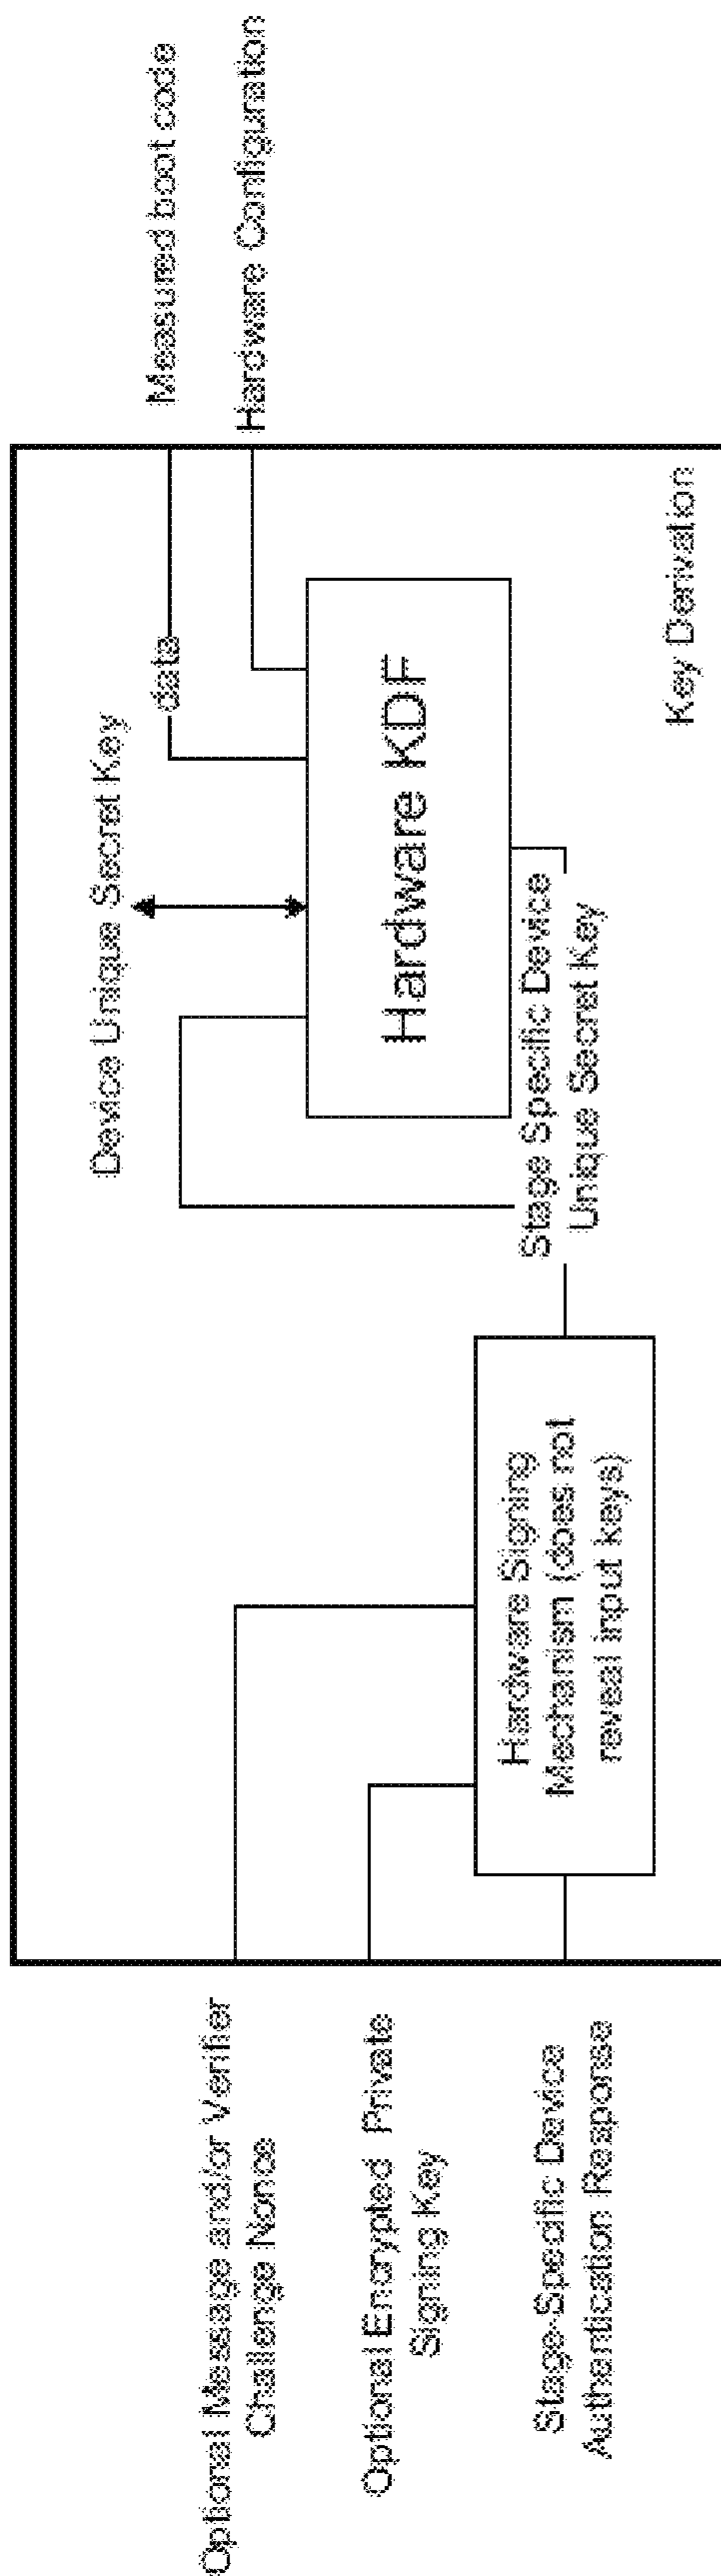 Optional Message and/or Verifier
Challenge Nonce
Optional Encrypted Private
Signing Key
Stage-Specific Device
Authentication Response
Hardware Signing
Mechanism (does not
reveal input keys)
Device Unique Secret Key
Stage Specific Device
Unique Secret Key
Hardware KDF
data
Measured boot code
Hardware Configuration
Key Derivation